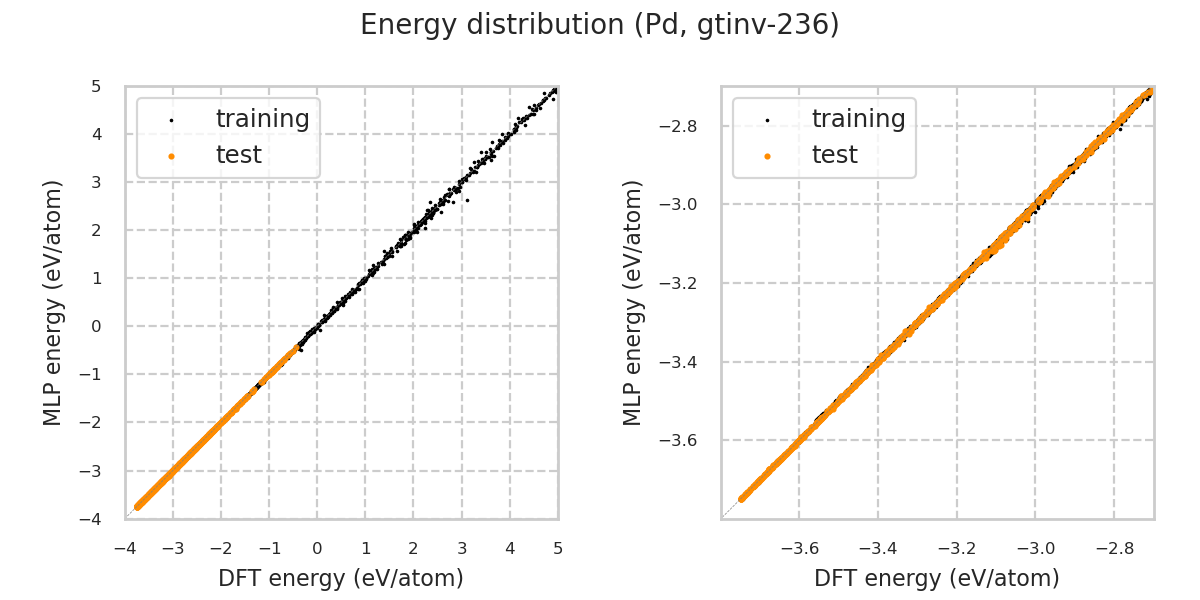 Energy distribution (Pd, gtinv-236)
training
test
5
4
3
2
1
0
−1
−2
−3
−4
MLP energy (eV/atom)
−4 −3 −2 −1 0 1 2 3 4 5
DFT energy (eV/atom)
training
test
−2.8
−3.0
−3.2
−3.4
−3.6
MLP energy (eV/atom)
−3.6 −3.4 −3.2 −3.0 −2.8
DFT energy (eV/atom)